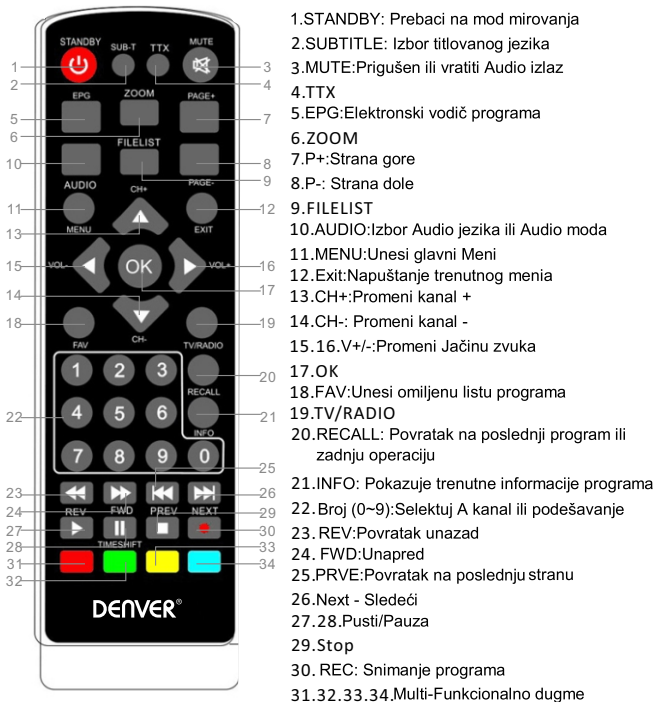 STANDBY SUB-T TTX MUTE
1 2 3 4
EPG ZOOM PAGE+
5 6 7
FILELIST
10 9 8
AUDIO CH+ PAGE-
11 12
MENU EXIT
13
VOL- OK VOL+
15 16
14 17
18 CH- 19
FAV TV/RADIO
1 2 3
20
RECALL
22 4 5 6 21
INFO
7 8 9 0
25
23 26
REV FWD PREV NEXT
24 29
27 30
TIMESHIFT
28 33
31 34
32
DENVER®
1.STANDBY: Prebaci na mod mirovanja
2.SUBTITLE: Izbor titlovanog jezika
3.MUTE:Prigušen ili vratiti Audio izlaz
4.TTX
5.EPG:Elektronski vodič programa
6.ZOOM
7.P+:Strana gore
8.P-: Strana dole
9.FILELIST
10.AUDIO:Izbor Audio jezika ili Audio moda
11.MENU:Unesi glavni Meni
12.Exit:Napuštanje trenutnog menia
13.CH+:Promeni kanal +
14.CH-: Promeni kanal -
15.16.V+/-:Promeni Jačinu zvuka
17.OK
18.FAV:Unesi omiljenu listu programa
19.TV/RADIO
20.RECALL: Povratak na poslednji program ili
zadnju operaciju
21.INFO: Pokazuje trenutne informacije programa
22.Broj (0~9):Selektuj A kanal ili podešavanje
23. REV:Povratak unazad
24. FWD:Unapred
25.PRVE:Povratak na poslednju stranu
26.Next - Sledeći
27.28.Pusti/Pauza
29.Stop
30. REC: Snimanje programa
31.32.33.34.Multi-Funkcionalno dugme